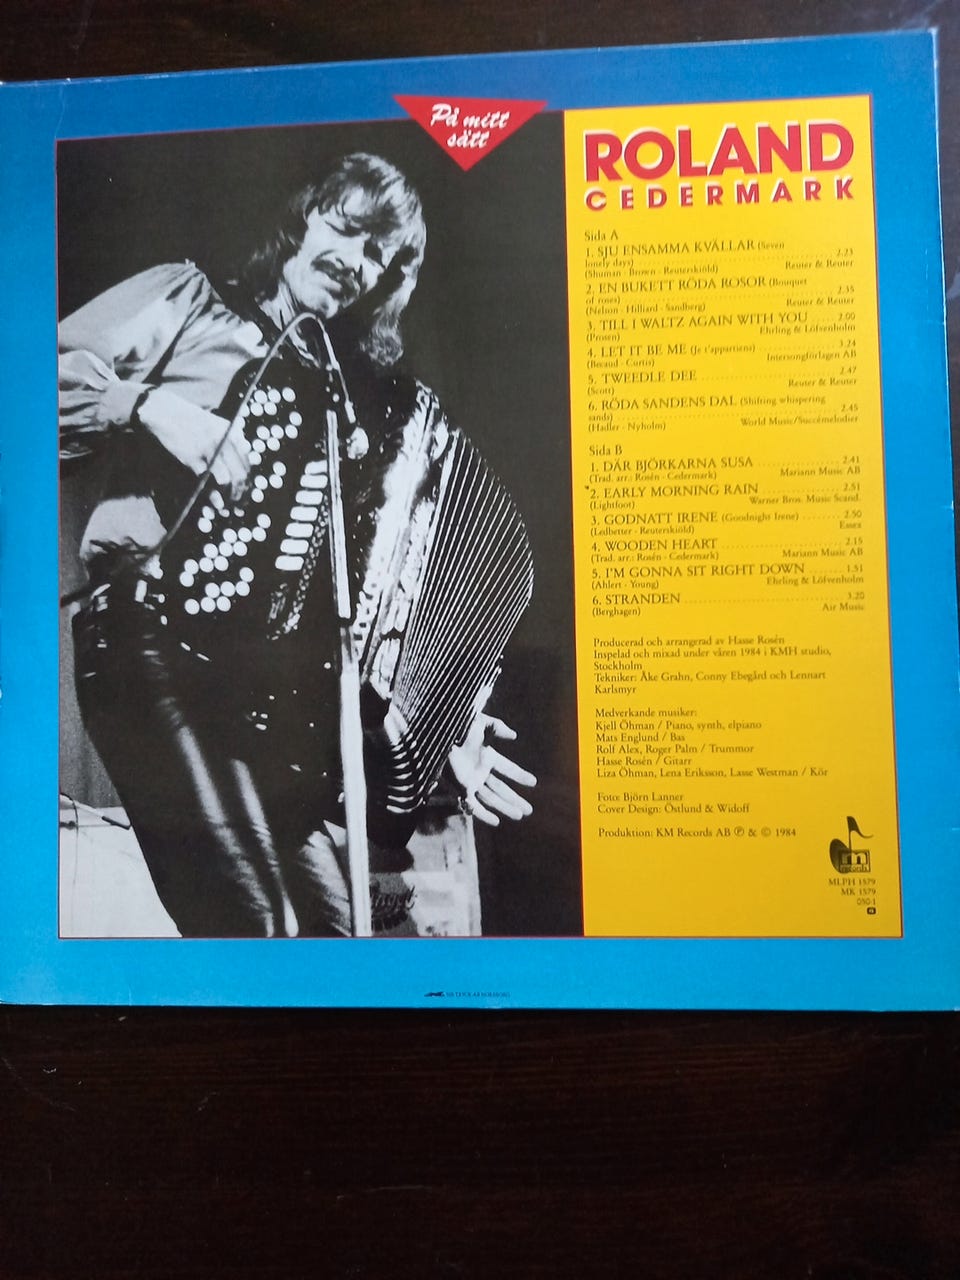 På mitt
sätt
ROLAND
CEDERMARK
Sida A
1. SJU ENSAMMA KVÄLLAR (Seven
lonely days) 2.23
(Shuman - Brown - Reuterskiöld) Reuter & Reuter
2. EN BUKETT RÖDA ROSOR (Bouquet
of roses) 2.35
(Nelson - Hilliard - Sandberg) Reuter & Reuter
3. TILL I WALTZ AGAIN WITH YOU 2.00
(Prosen) Ehrling & Löfvenholm
4. LET IT BE ME (Je t'appartiens) 3.24
(Becaud - Curtis) Intersongförlagen AB
5. TWEEDLE DEE 2.47
(Scott) Reuter & Reuter
6. RÖDA SANDENS DAL (Shifting whispering
sands) 2.45
(Hadler - Nyholm) World Music/Succémelodier
Sida B
1. DÄR BJÖRKARNA SUSA 2.41
(Trad. arr.: Rosén - Cedermark) Mariann Music AB
2. EARLY MORNING RAIN 2.51
(Lightfoot) Warner Bros. Music Scand.
3. GODNATT IRENE (Goodnight Irene) 2.50
(Ledbetter - Reuterskiöld) Essex
4. WOODEN HEART 2.15
(Trad. arr.: Rosén - Cedermark) Mariann Music AB
5. I'M GONNA SIT RIGHT DOWN 1.51
(Ahlert - Young) Ehrling & Löfvenholm
6. STRANDEN 3.20
(Berghagen) Air Music
Producerad och arrangerad av Hasse Rosén
Inspelad och mixad under våren 1984 i KMH studio,
Stockholm
Tekniker: Åke Grahn, Conny Ebegård och Lennart
Karlsmyr
Medverkande musiker:
Kjell Öhman / Piano, synth, elpiano
Mats Englund / Bas
Rolf Alex, Roger Palm / Trummor
Hasse Rosén / Gitarr
Liza Öhman, Lena Eriksson, Lasse Westman / Kör
Foto: Björn Lanner
Cover Design: Östlund & Widoff
Produktion: KM Records AB ℗ & © 1984
m
records
MLPH 1579
MK 1579
050-1